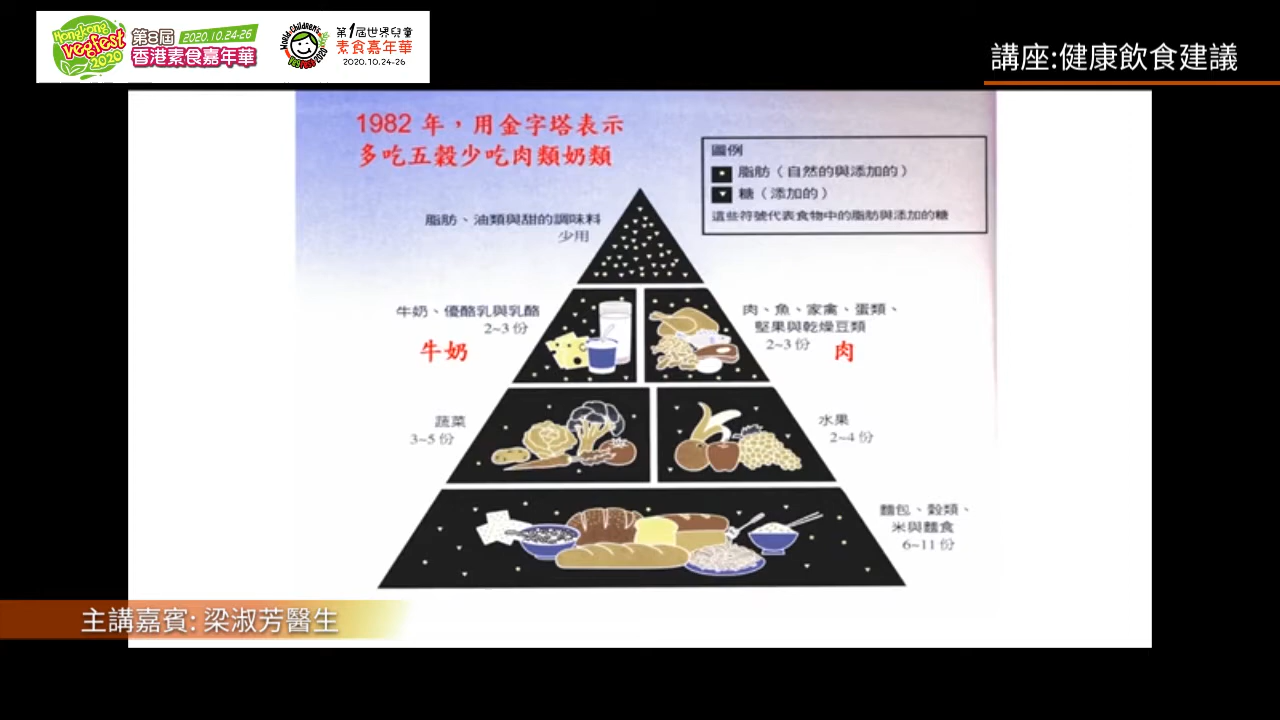 Hongkong
vegfest
2020
第8屆
2020.10.24-26
香港素食嘉年華
World Children's
第1屆世界兒童
素食嘉年華
2020.10.24-26
講座:健康飲食建議
1982 年，用金字塔表示
多吃五穀少吃肉類奶類
圖例
脂肪（自然的與添加的）
糖（添加的）
這些符號代表食物中的脂肪與添加的糖
脂肪、油類與甜的調味料
少用
牛奶、優酪乳與乳酪
2~3 份
牛奶
肉、魚、家禽、蛋類、
堅果與乾燥豆類
2~3 份
肉
蔬菜
3~5 份
水果
2~4 份
麵包、穀類、
米與麵食
6~11 份
主講嘉賓: 梁淑芳醫生